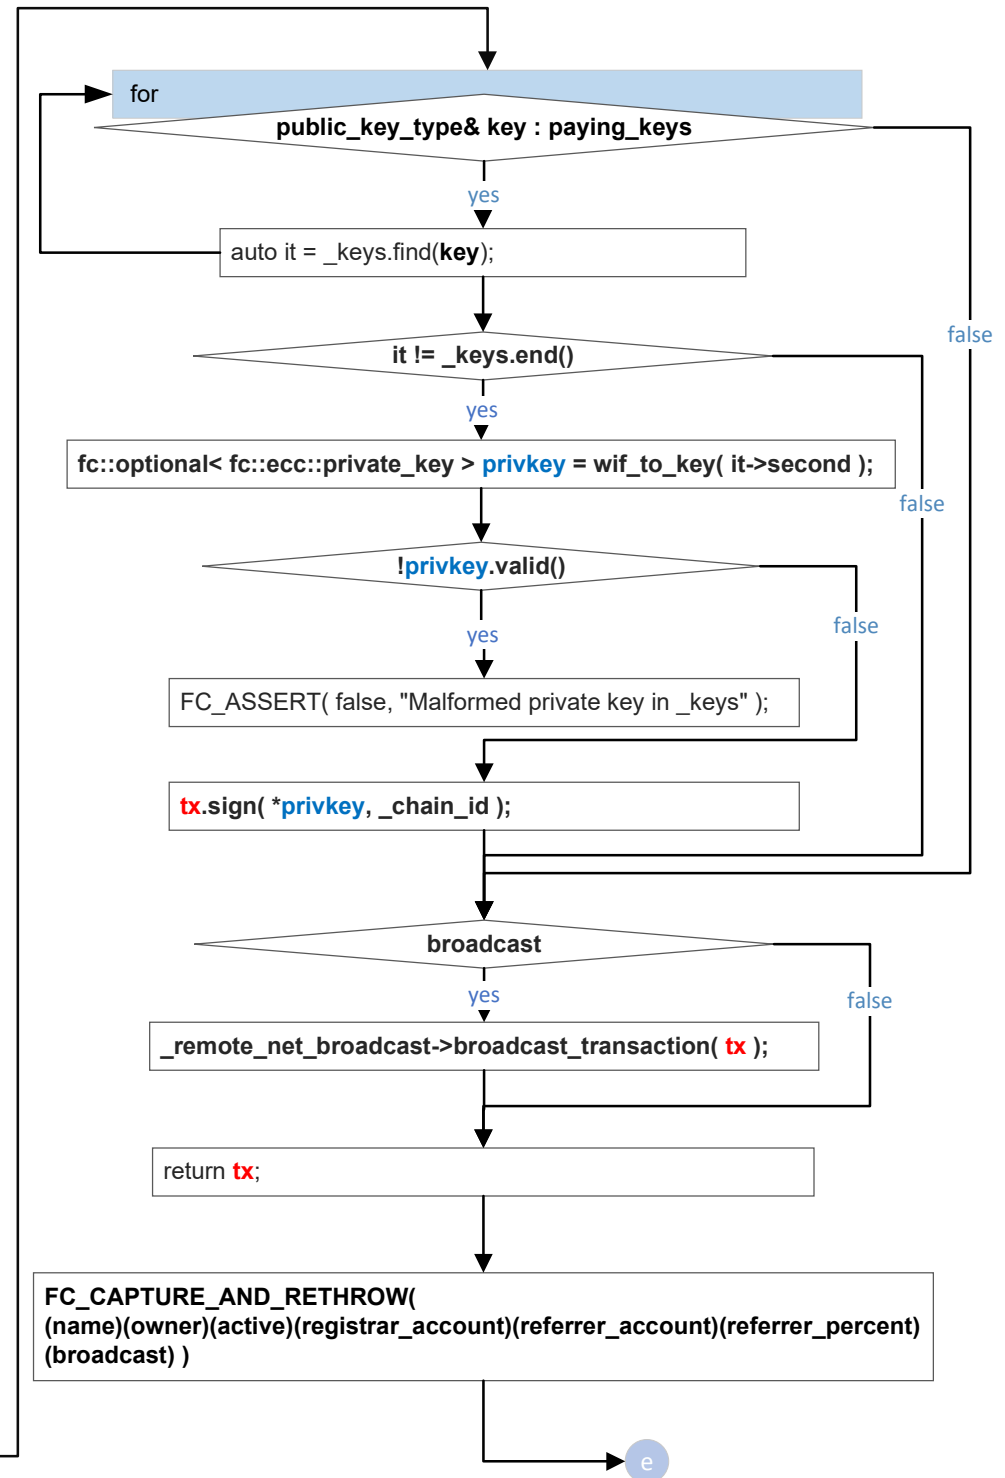 for
public_key_type& key : paying_keys
yes
auto it = _keys.find(key);
false
it != _keys.end()
yes
fc::optional< fc::ecc::private_key > privkey = wif_to_key( it->second );
false
!privkey.valid()
false
yes
FC_ASSERT( false, "Malformed private key in _keys" );
tx.sign( *privkey, _chain_id );
broadcast
yes
false
_remote_net_broadcast->broadcast_transaction( tx );
return tx;
FC_CAPTURE_AND_RETHROW(
(name)(owner)(active)(registrar_account)(referrer_account)(referrer_percent)
(broadcast) )
e